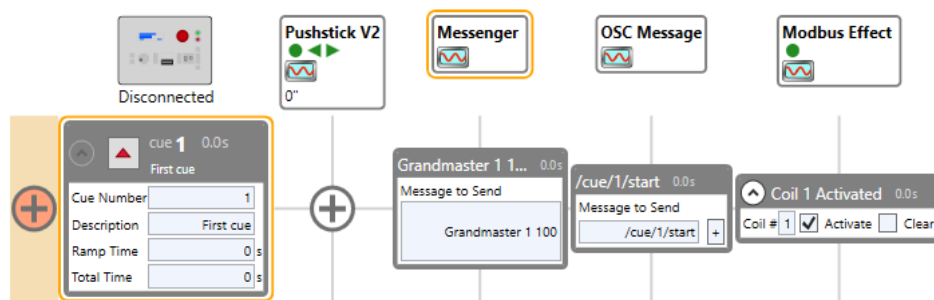 Pushstick V2
0"
Messenger
OSC Message
Modbus Effect
Disconnected
cue 1 0.0s
First cue
Cue Number 1
Description First cue
Ramp Time 0 s
Total Time 0 s
Grandmaster 1 1... 0.0s
Message to Send
Grandmaster 1 100
/cue/1/start 0.0s
Message to Send
/cue/1/start +
Coil 1 Activated 0.0s
Coil # 1 Activate Clear